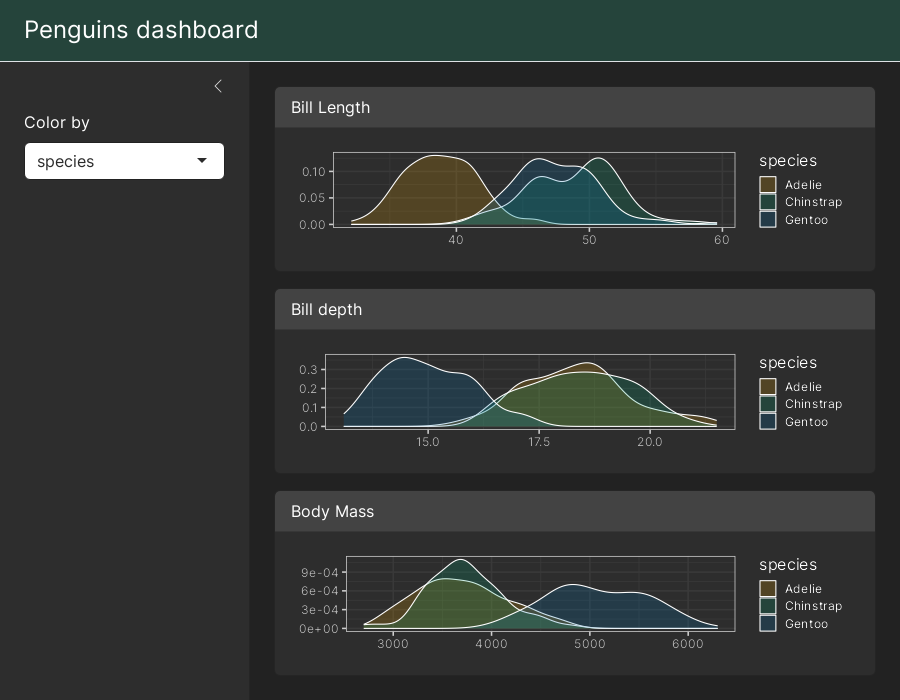 Penguins dashboard
Color by
species
Bill Length
0.10
0.05
0.00
40 50 60
species
Adelie
Chinstrap
Gentoo
Bill depth
0.3
0.2
0.1
0.0
15.0 17.5 20.0
species
Adelie
Chinstrap
Gentoo
Body Mass
9e-04
6e-04
3e-04
0e+00
3000 4000 5000 6000
species
Adelie
Chinstrap
Gentoo